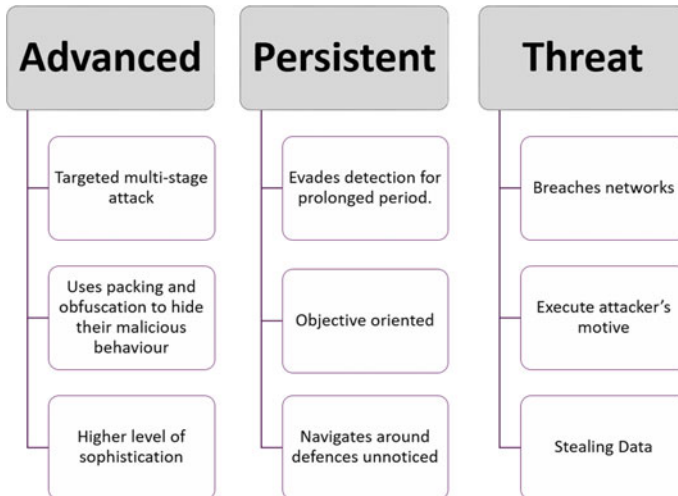 Advanced
Targeted multi-stage
attack
Uses packing and
obfuscation to hide
their malicious
behaviour
Higher level of
sophistication
Persistent
Evades detection for
prolonged period.
Objective oriented
Navigates around
defences unnoticed
Threat
Breaches networks
Execute attacker's
motive
Stealing Data